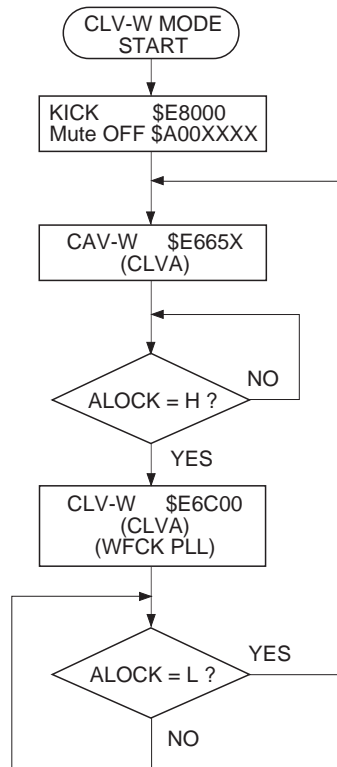 CLV-W MODE
START
KICK $E8000
Mute OFF $A00XXXX
CAV-W $E665X
(CLVA)
ALOCK = H ?
NO
YES
CLV-W $E6C00
(CLVA)
(WFCK PLL)
ALOCK = L ?
YES
NO